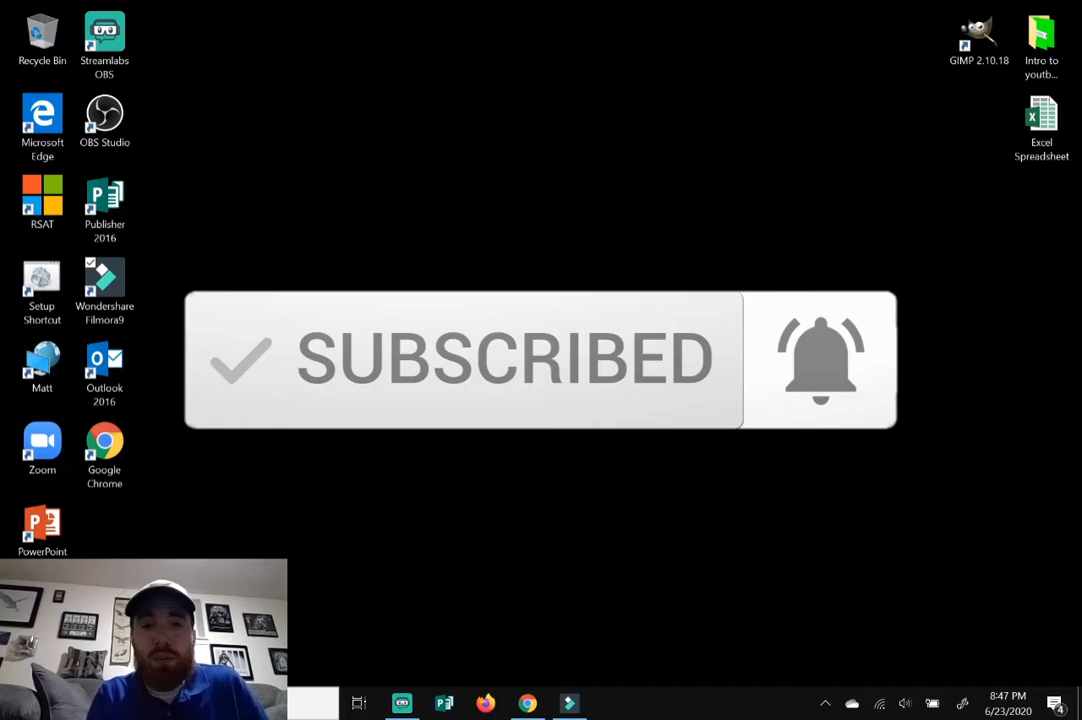 Recycle Bin
Streamlabs
OBS
GIMP 2.10.18
Intro to
youtb...
Microsoft
Edge
OBS Studio
Excel
Spreadsheet
RSAT
Publisher
2016
Setup
Shortcut
Wondershare
Filmora9
SUBSCRIBED
Matt
Outlook
2016
Zoom
Google
Chrome
PowerPoint
8:47 PM
6/23/2020
4